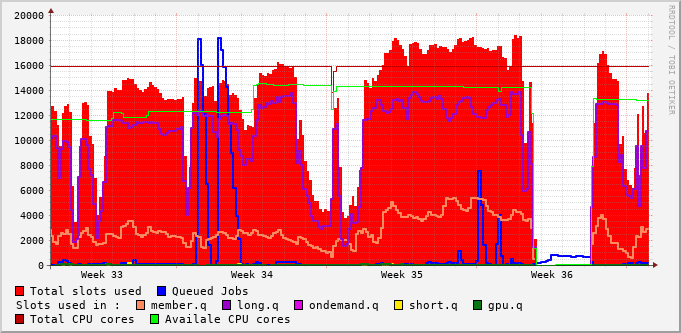 20000
18000
16000
14000
12000
10000
8000
6000
4000
2000
0
Week 33 Week 34 Week 35 Week 36
RRDTOOL / TOBI OETIKER
Total slots used Queued Jobs
Slots used in : member.q long.q ondemand.q short.q gpu.q
Total CPU cores Availale CPU cores